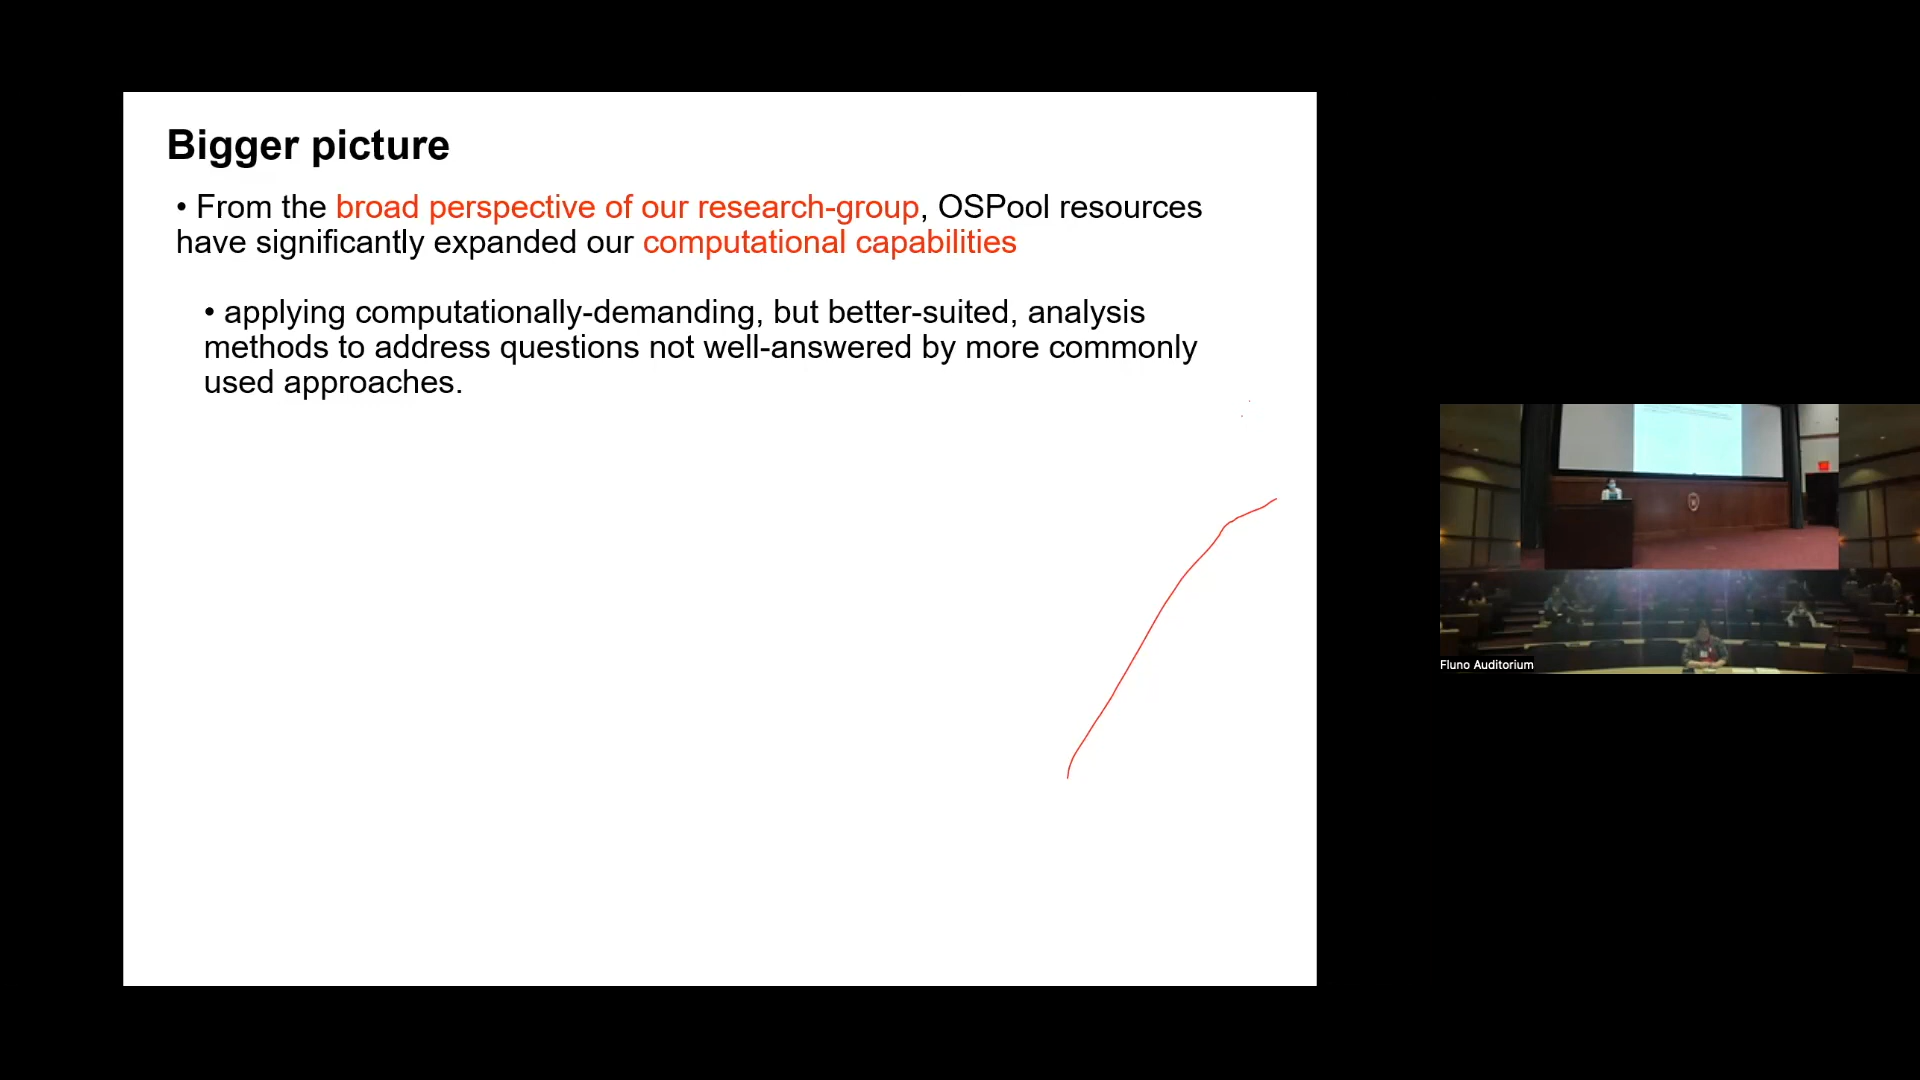 Bigger picture
• From the broad perspective of our research-group, OSPool resources
have significantly expanded our computational capabilities
• applying computationally-demanding, but better-suited, analysis
methods to address questions not well-answered by more commonly
used approaches.
Fluno Auditorium